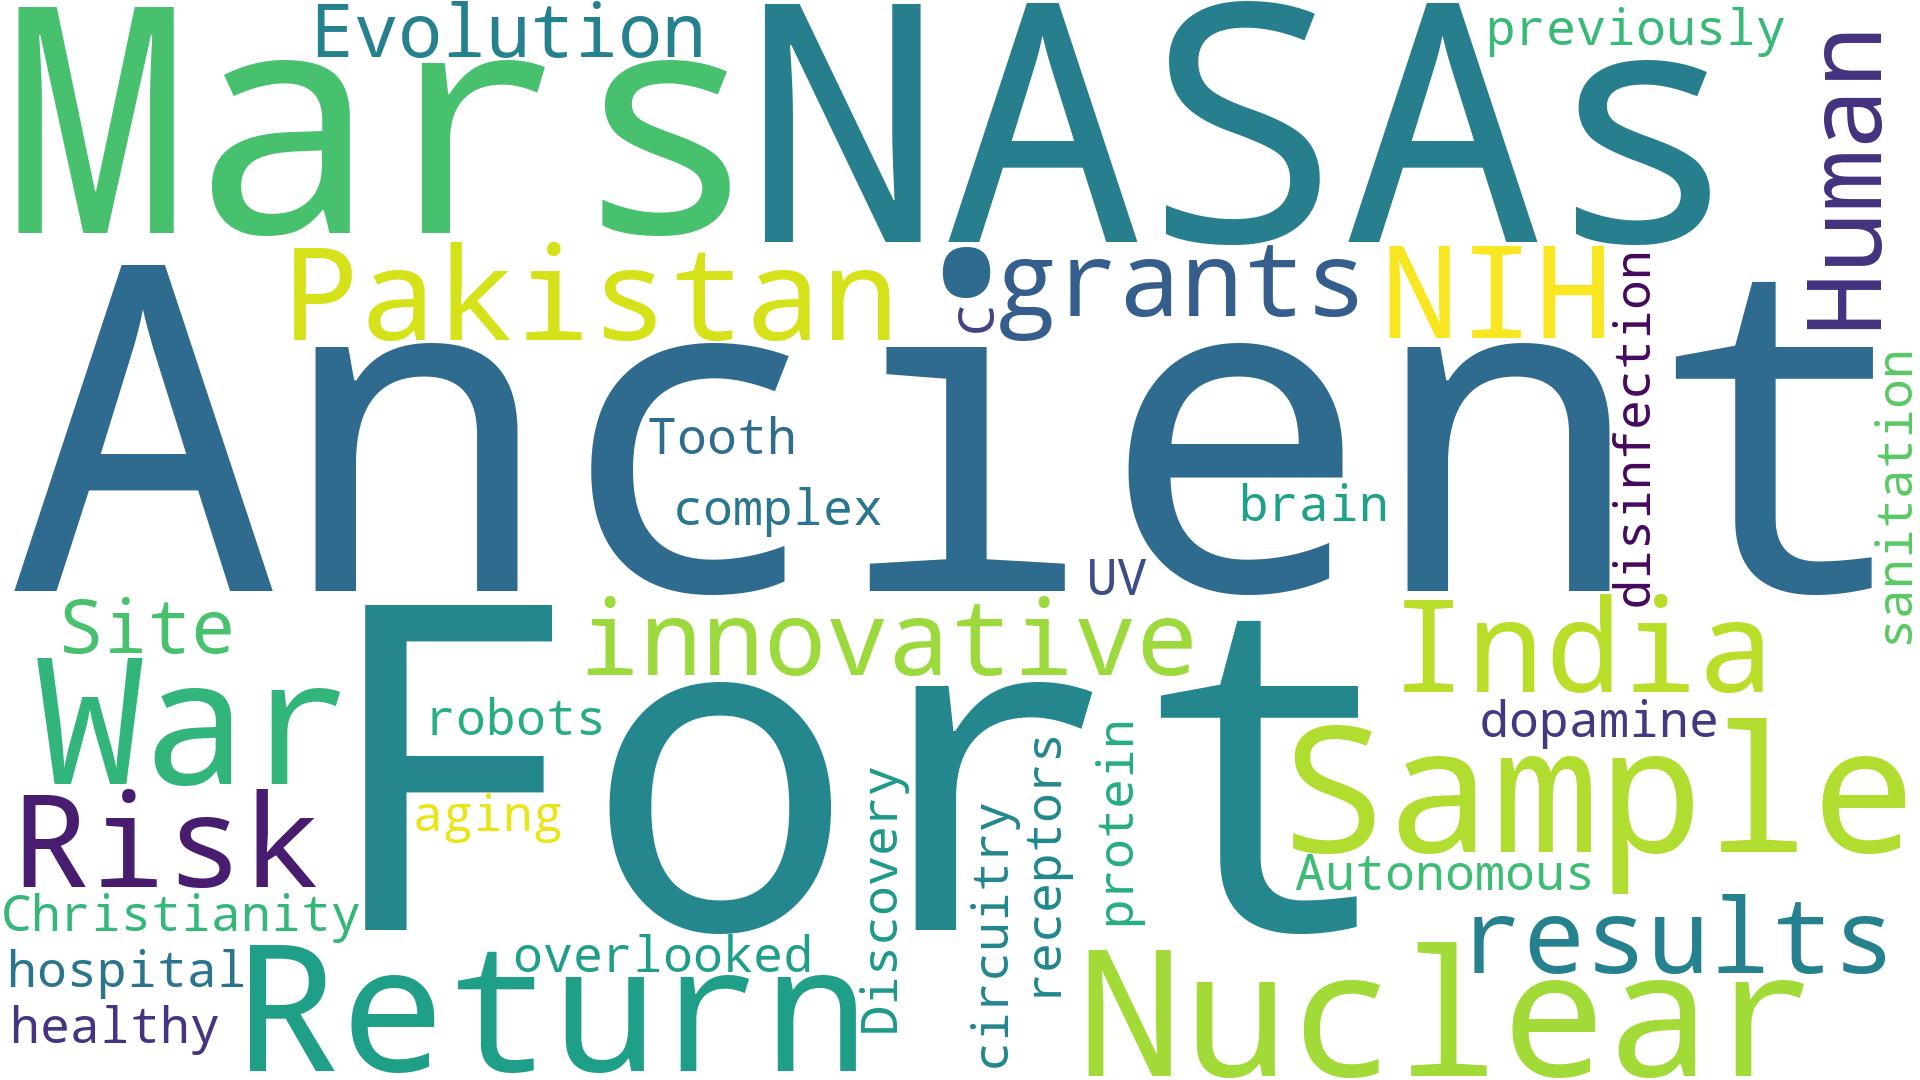 Evolution
previously
Mars
NASAs
Human
Pakistan
•
c
grants
NIH
Ancient
disinfection
sanitation
Tooth
complex
brain
UV
Site
innovative
India
War
Fort
robots
dopamine
Sample
Risk
aging
Discovery
circuitry
receptors
protein
Autonomous
Christianity
results
hospital
overlooked
Return
Nuclear
healthy